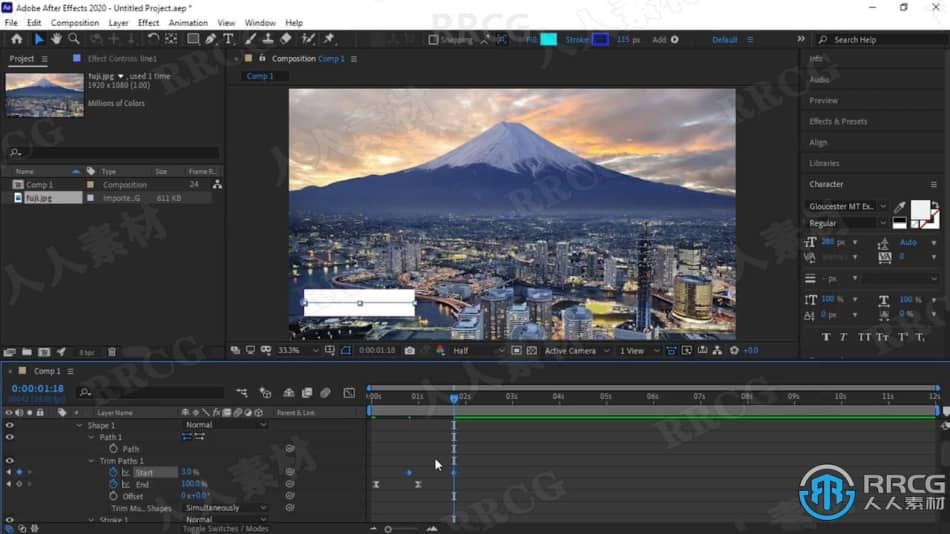 Adobe After Effects 2020 - Untitled Project.aep *
File Edit Composition Layer Effect Animation View Window Help
Snapping Fill: Stroke: 115 px Add: Default Search Help
Project Effect Controls line1
fuji.jpg , used 1 time
1920 x 1080 (1.00)
Millions of Colors
Name Type Size Frame R...
Comp 1 Composition 24
fuji.jpg Importe...G 611 KB
8 bpc
Composition Comp 1
Comp 1
33.3% 0:00:01:18 Half Active Camera 1 View +0.0
Info
Audio
Preview
Effects & Presets
Align
Libraries
Character
Gloucester MT Ex...
Regular
280 px Auto
0
- px
100 % 100 %
0 px 0 %
T T TT Tt T¹ T₁
Comp 1
0:00:01:18
Layer Name Parent & Link
Shape 1 Normal
Path 1
Path
Trim Paths 1
Start 3.0 %
End 100.0 %
Offset 0x+0.0°
Trim Mu... Shapes Simultaneously
Stroke 1 Normal
Toggle Switches / Modes
:00s 01s 02s 03s 04s 05s 06s 07s 08s 09s 10s 11s 12s
RRCG
人人素材